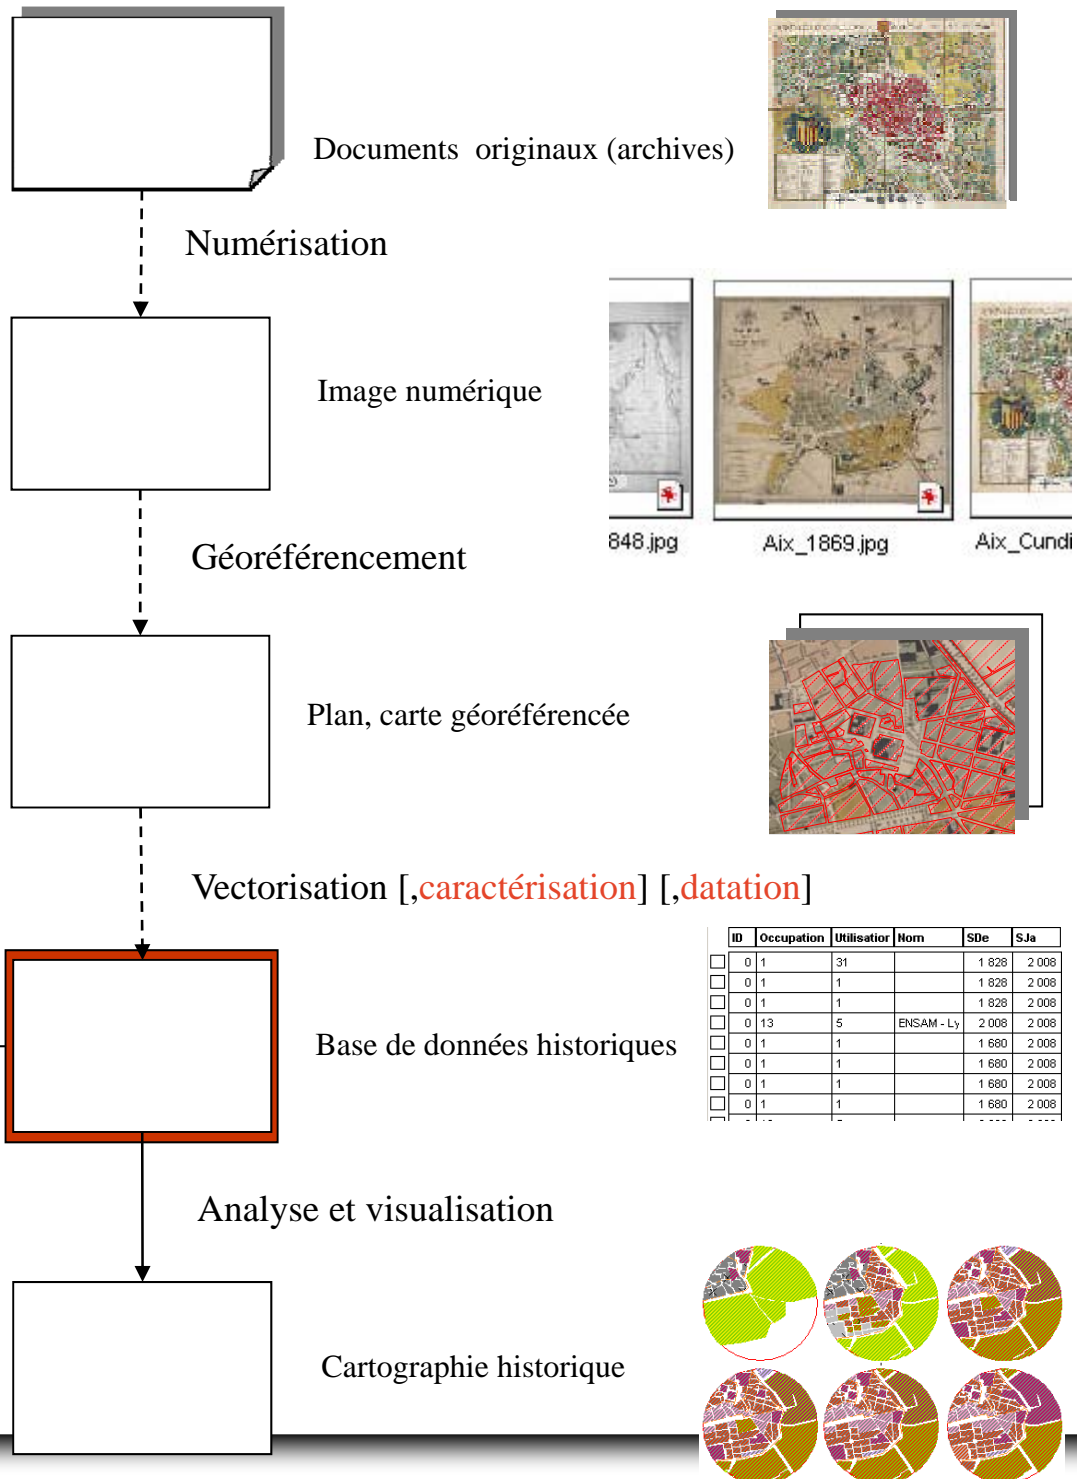 Documents originaux (archives)
Numérisation
Image numérique
848.jpg
Aix_1869.jpg
Aix_Cundi
Géoréférencement
Plan, carte géoréférencée
Vectorisation [,caractérisation] [,datation]
ID Occupation Utilisation Nom SDe SJa
0 1 31 1 828 2 008
0 1 1 1 828 2 008
0 1 1 1 828 2 008
0 13 5 ENSAM - Ly 2 008 2 008
0 1 1 1 680 2 008
0 1 1 1 680 2 008
0 1 1 1 680 2 008
0 1 1 1 680 2 008
Base de données historiques
Analyse et visualisation
Cartographie historique